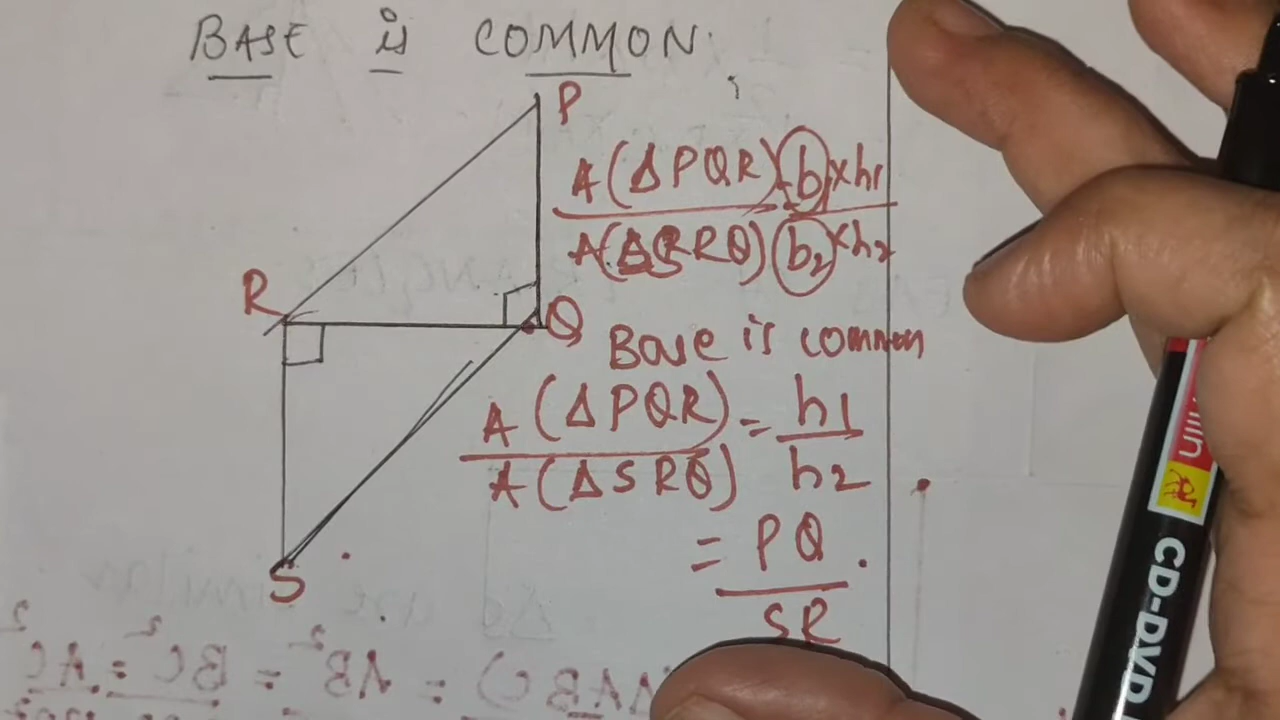 BASE is COMMON.
P
A(ΔPQR) = b1×h1
A(ΔSRQ) b2×h2
R
Q
Base is common
A(ΔPQR) = h1
A(ΔSRQ) h2
= PQ.
SR
S
CD-DVD